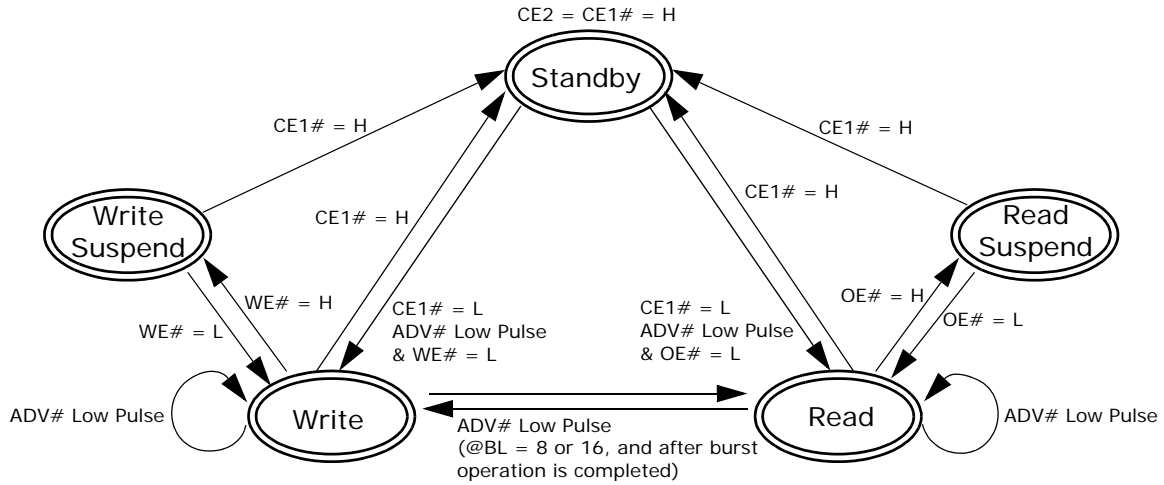 CE2 = CE1# = H
Standby
CE1# = H
CE1# = H
CE1# = H
CE1# = H
Write
Suspend
Read
Suspend
WE# = H
WE# = L
CE1# = L
ADV# Low Pulse
& WE# = L
CE1# = L
ADV# Low Pulse
& OE# = L
OE# = H
OE# = L
ADV# Low Pulse
Write
Read
ADV# Low Pulse
ADV# Low Pulse
(@BL = 8 or 16, and after burst
operation is completed)